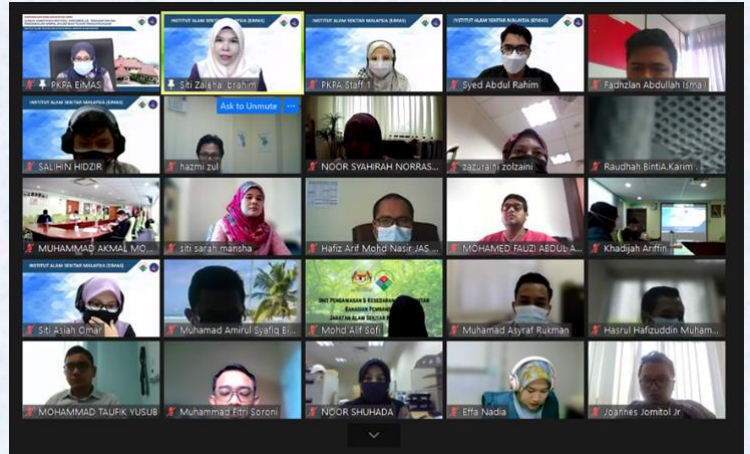 INSTITUT ALAM SEKITAR MALAYSIA (EiMAS)
INSTITUT ALAM SEKITAR MALAYSIA (EiMAS)
INSTITUT ALAM SEKITAR MALAYSIA (EiMAS)
PKPA EiMAS
Siti Zaleha Ibrahim
PKPA Staff 1
Syed Abdul Rahim
Fadhzlan Abdullah Ismail
INSTITUT ALAM SEKITAR MALAYSIA (EiMAS)
Ask to Unmute
SALIHIN HIDZIR
hazmi zul
NOOR SYAHIRAH NORRAS...
zazuraini zolzaini
Raudhah BintiA.Karim
MUHAMMAD AKMAL MO...
siti sarah mansha
Hafiz Arif Mohd Nasir JAS ...
MOHAMED FAUZI ABDUL A...
Khadijah Ariffin
INSTITUT ALAM SEKITAR MALAYSIA (EiMAS)
Siti Asiah Omar
Muhamad Amirul Syafiq Bi...
Mohd Alif Sofi
Muhamad Asyraf Rukman
Hasrul Hafizuddin Muham...
MOHAMMAD TAUFIK YUSUB
Muhammad Fitri Soroni
NOOR SHUHADA
Effa Nadia
Joannes Jomitol Jr